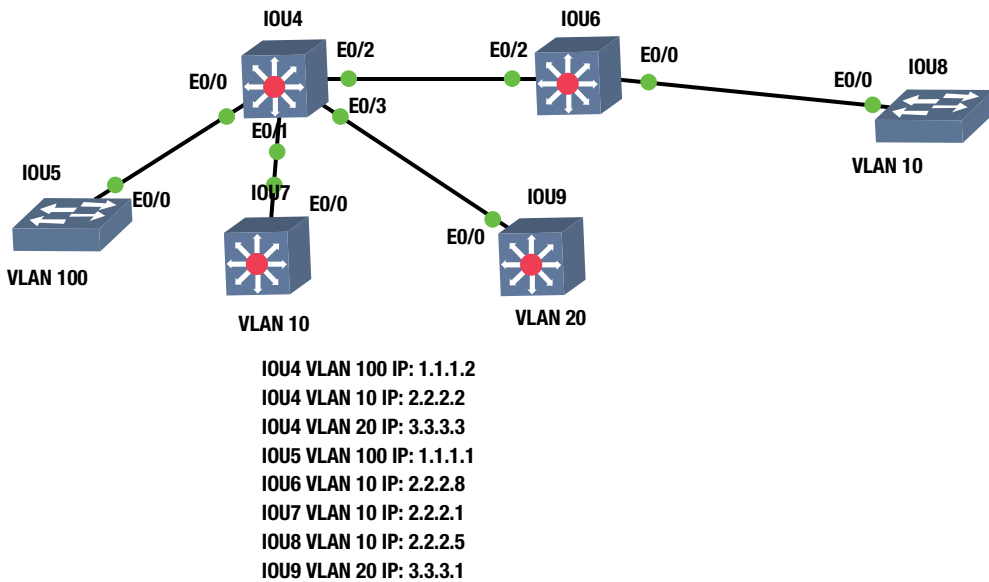 IOU4
IOU6
E0/2
E0/2
E0/0
IOU8
E0/0
E0/0
E0/3
E0/1
VLAN 10
IOU5
E0/0
IOU7
E0/0
IOU9
E0/0
VLAN 100
VLAN 10
VLAN 20
IOU4 VLAN 100 IP: 1.1.1.2
IOU4 VLAN 10 IP: 2.2.2.2
IOU4 VLAN 20 IP: 3.3.3.3
IOU5 VLAN 100 IP: 1.1.1.1
IOU6 VLAN 10 IP: 2.2.2.8
IOU7 VLAN 10 IP: 2.2.2.1
IOU8 VLAN 10 IP: 2.2.2.5
IOU9 VLAN 20 IP: 3.3.3.1